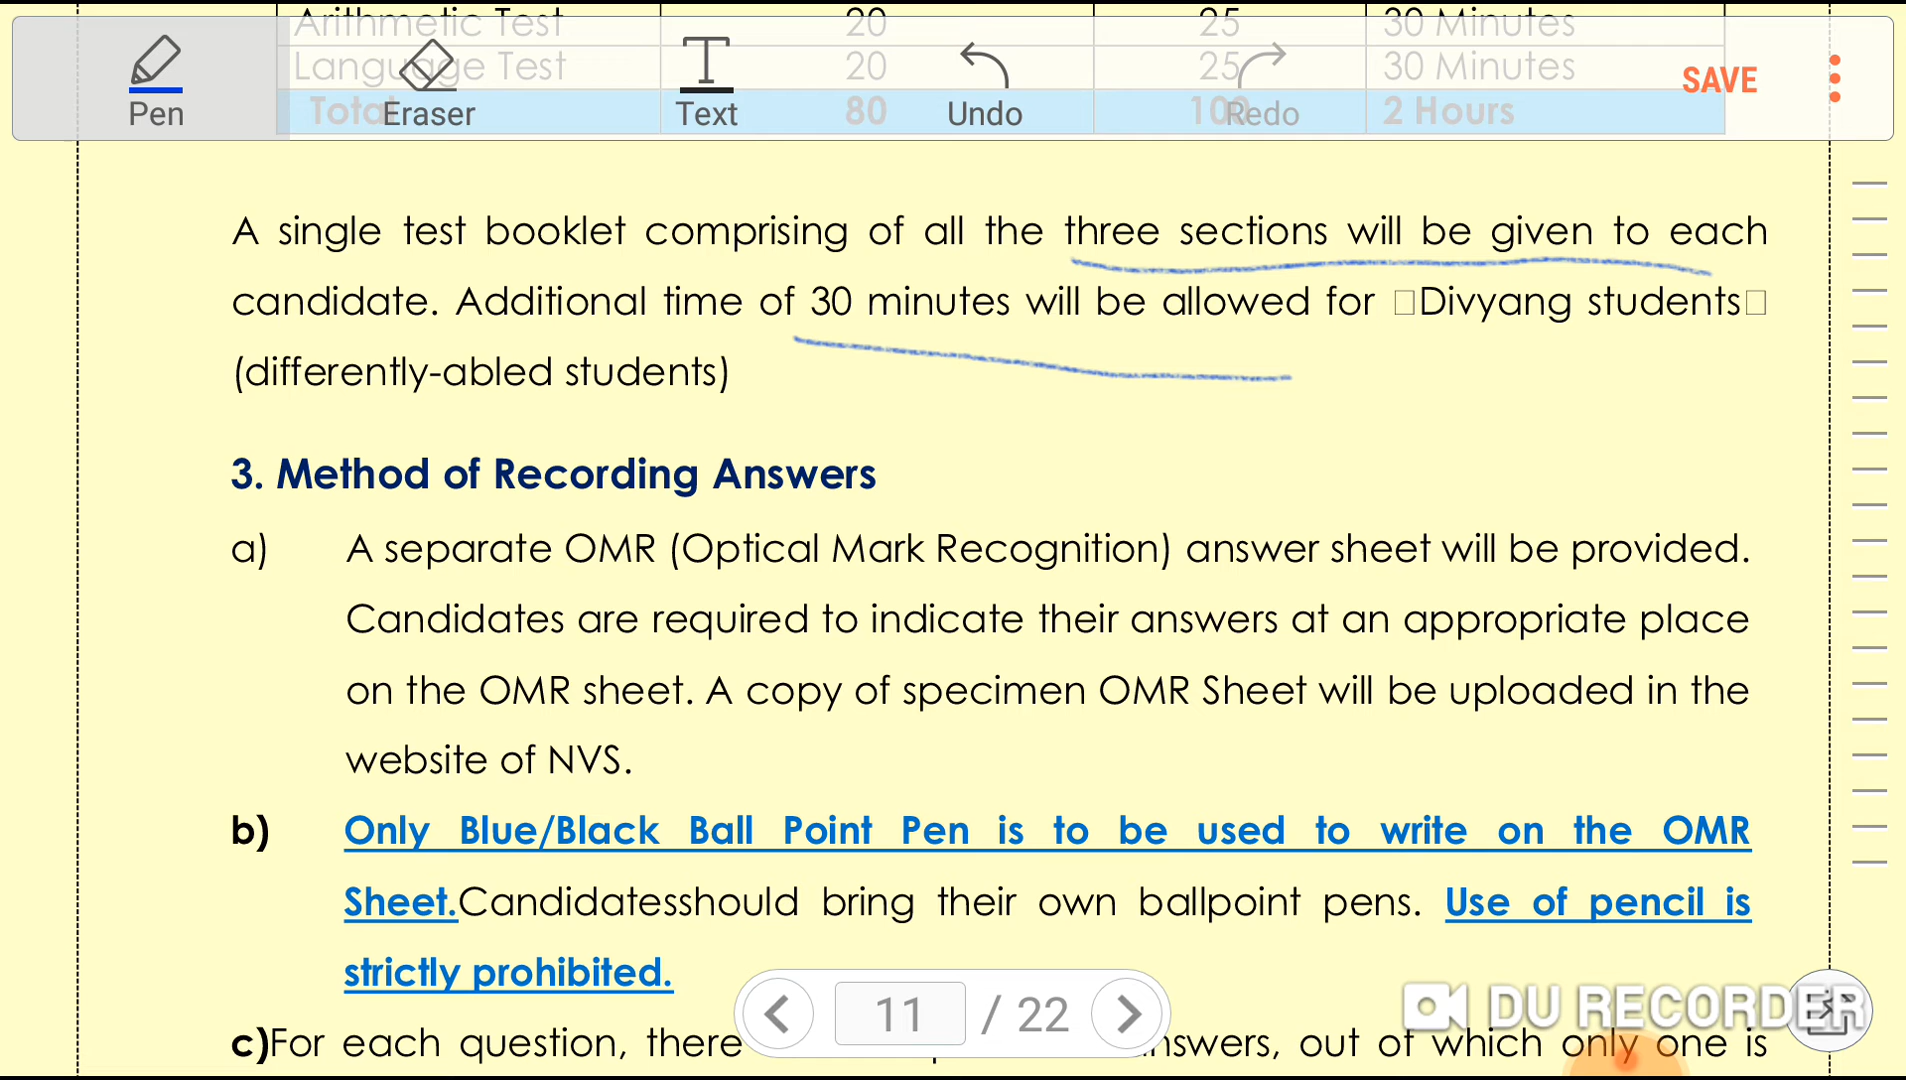 Arithmetic Test 20 25 30 Minutes
Language Test 20 25 30 Minutes
Total 80 100 2 Hours
Pen Eraser Text Undo Redo SAVE
A single test booklet comprising of all the three sections will be given to each
candidate. Additional time of 30 minutes will be allowed for □Divyang students□
(differently-abled students)
3. Method of Recording Answers
a) A separate OMR (Optical Mark Recognition) answer sheet will be provided.
Candidates are required to indicate their answers at an appropriate place
on the OMR sheet. A copy of specimen OMR Sheet will be uploaded in the
website of NVS.
b) Only Blue/Black Ball Point Pen is to be used to write on the OMR
Sheet.Candidatesshould bring their own ballpoint pens. Use of pencil is
strictly prohibited.
11 / 22
DU RECORDER
c)For each question, there out of which only one is